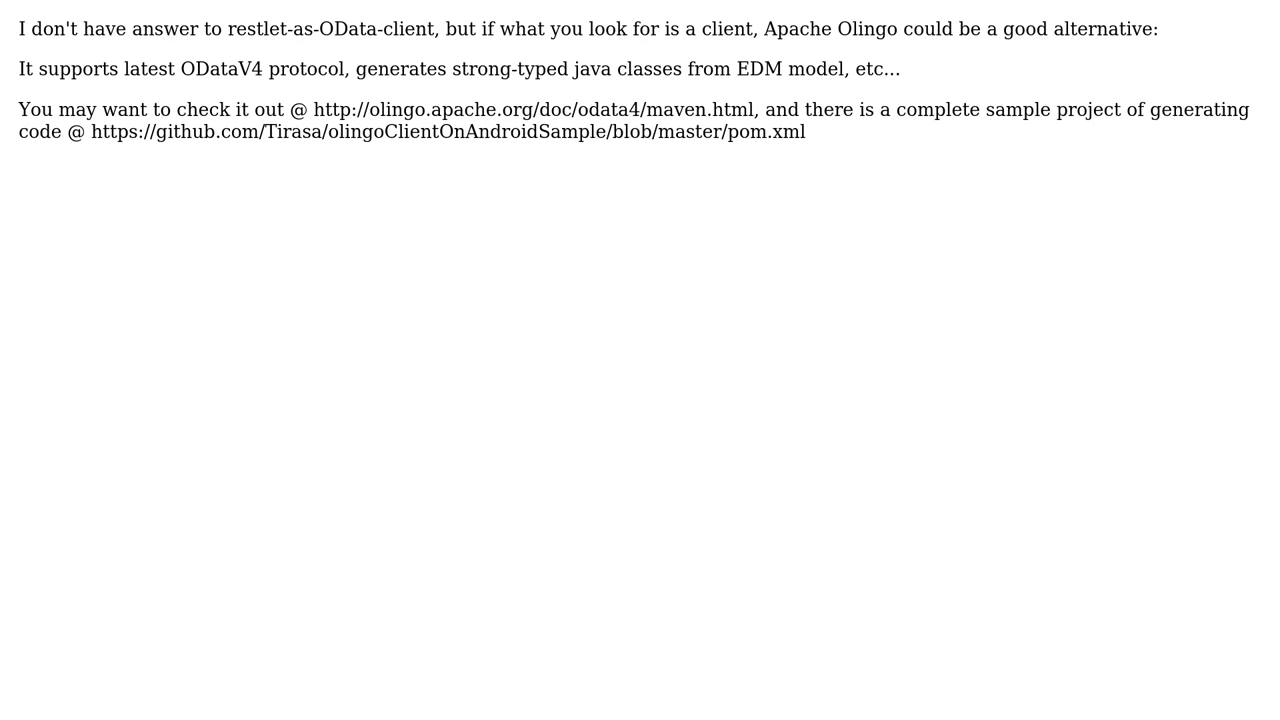 I don't have answer to restlet-as-OData-client, but if what you look for is a client, Apache Olingo could be a good alternative:
It supports latest ODataV4 protocol, generates strong-typed java classes from EDM model, etc...
You may want to check it out @ http://olingo.apache.org/doc/odata4/maven.html, and there is a complete sample project of generating
code @ https://github.com/Tirasa/olingoClientOnAndroidSample/blob/master/pom.xml